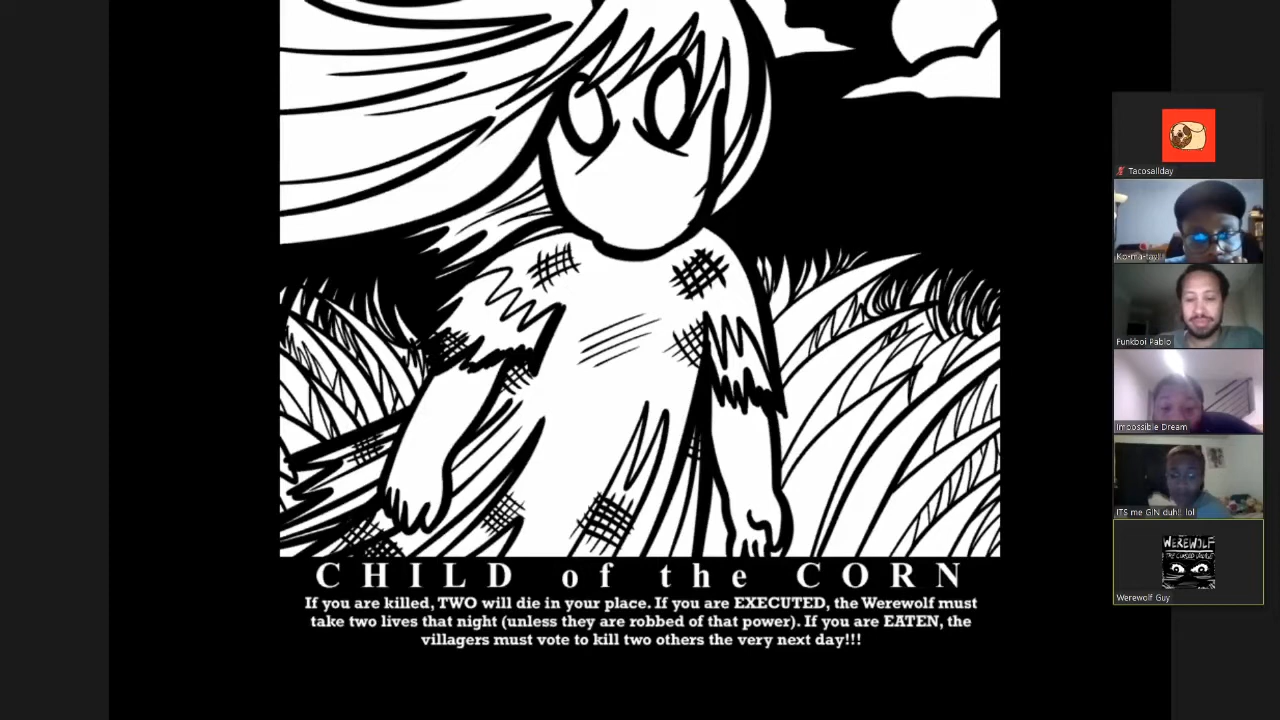 CHILD of the CORN
If you are killed, TWO will die in your place. If you are EXECUTED, the Werewolf must
take two lives that night (unless they are robbed of that power). If you are EATEN, the
villagers must vote to kill two others the very next day!!!
Tacosallday
Funkboi Pablo
Impossible Dream
ITS me GIN duh!! lol
WEREWOLF
Werewolf Guy